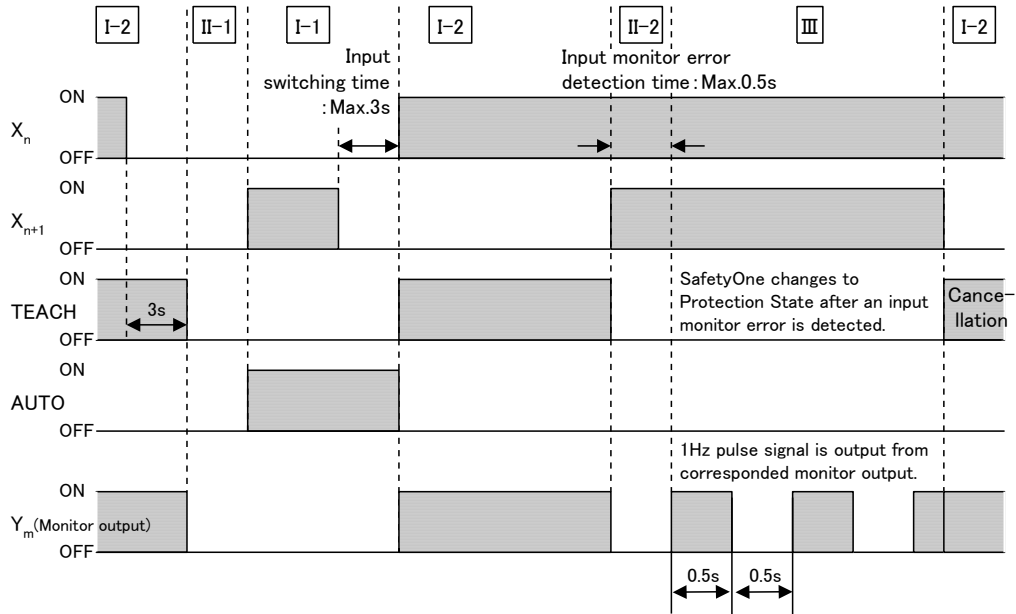 I-2 II-1 I-1 I-2 II-2 III I-2
Input
switching time
:Max.3s
Input monitor error
detection time:Max.0.5s
ON
Xn
OFF
ON
Xn+1
OFF
ON
TEACH
3s
OFF
SafetyOne changes to
Protection State after an input
monitor error is detected.
Cance-
llation
ON
AUTO
OFF
1Hz pulse signal is output from
corresponded monitor output.
ON
Ym(Monitor output)
OFF
0.5s 0.5s